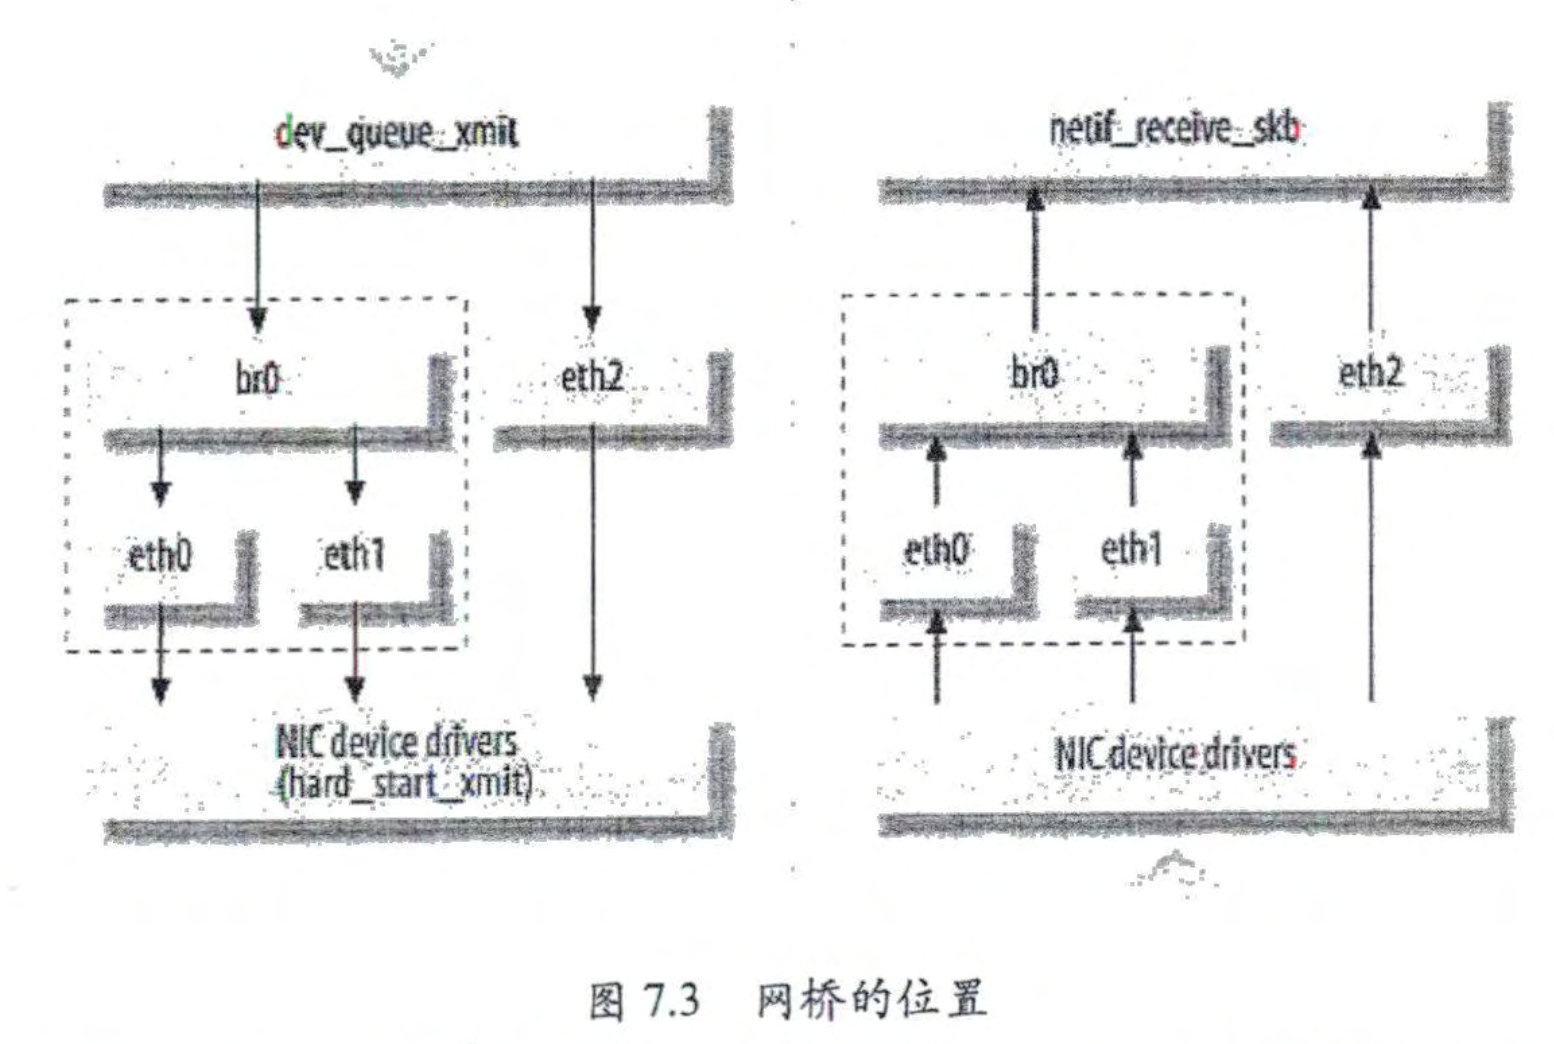 dev_queue_xmit
br0
eth2
eth0
eth1
NIC device drivers
(hard_start_xmit)
netif_receive_skb
br0
eth2
eth0
eth1
NIC device drivers
图 7.3 网桥的位置